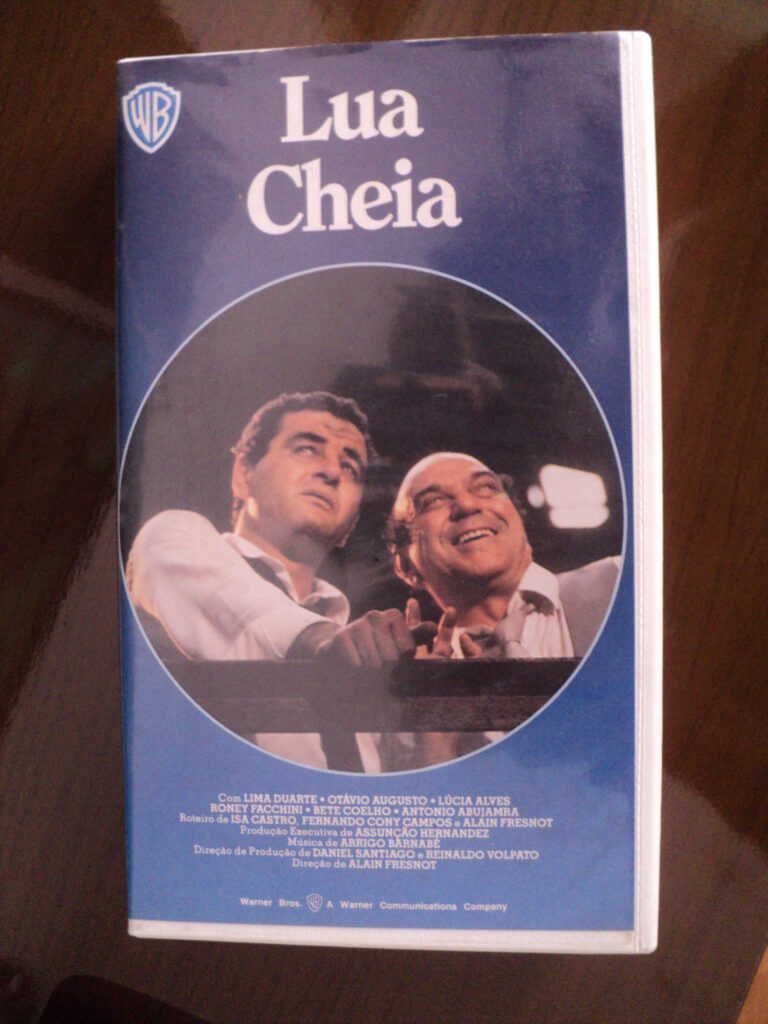 WB
Lua
Cheia
Com LIMA DUARTE • OTÁVIO AUGUSTO • LÚCIA ALVES
RONEY FACCHINI • BETE COELHO • ANTONIO ABUJAMRA
Roteiro de ISA CASTRO, FERNANDO CONY CAMPOS e ALAIN FRESNOT
Produção Executiva de ASSUNÇÃO HERNANDEZ
Música de ARRIGO BARNABÉ
Direção de Produção de DANIEL SANTIAGO e REINALDO VOLPATO
Direção de ALAIN FRESNOT
Warner Bros. WB A Warner Communications Company